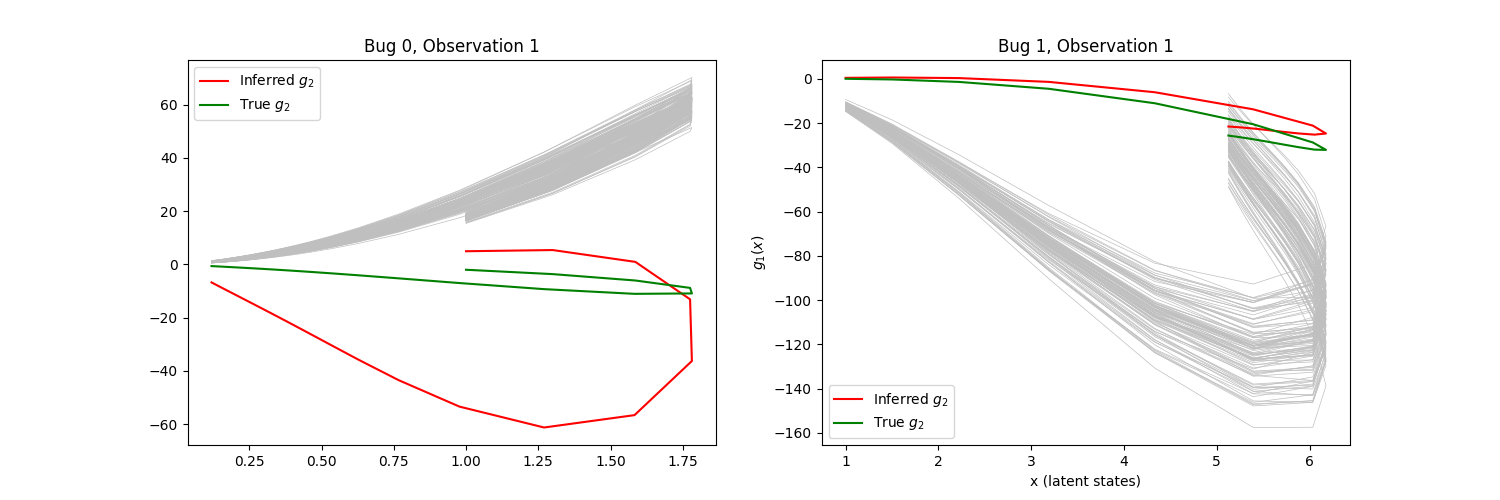 Bug 0, Observation 1
Inferred g₂
True g₂
60
40
20
0
−20
−40
−60
0.25 0.50 0.75 1.00 1.25 1.50 1.75
Bug 1, Observation 1
g₁(x)
0
−20
−40
−60
−80
−100
−120
−140
−160
Inferred g₂
True g₂
1 2 3 4 5 6
x (latent states)